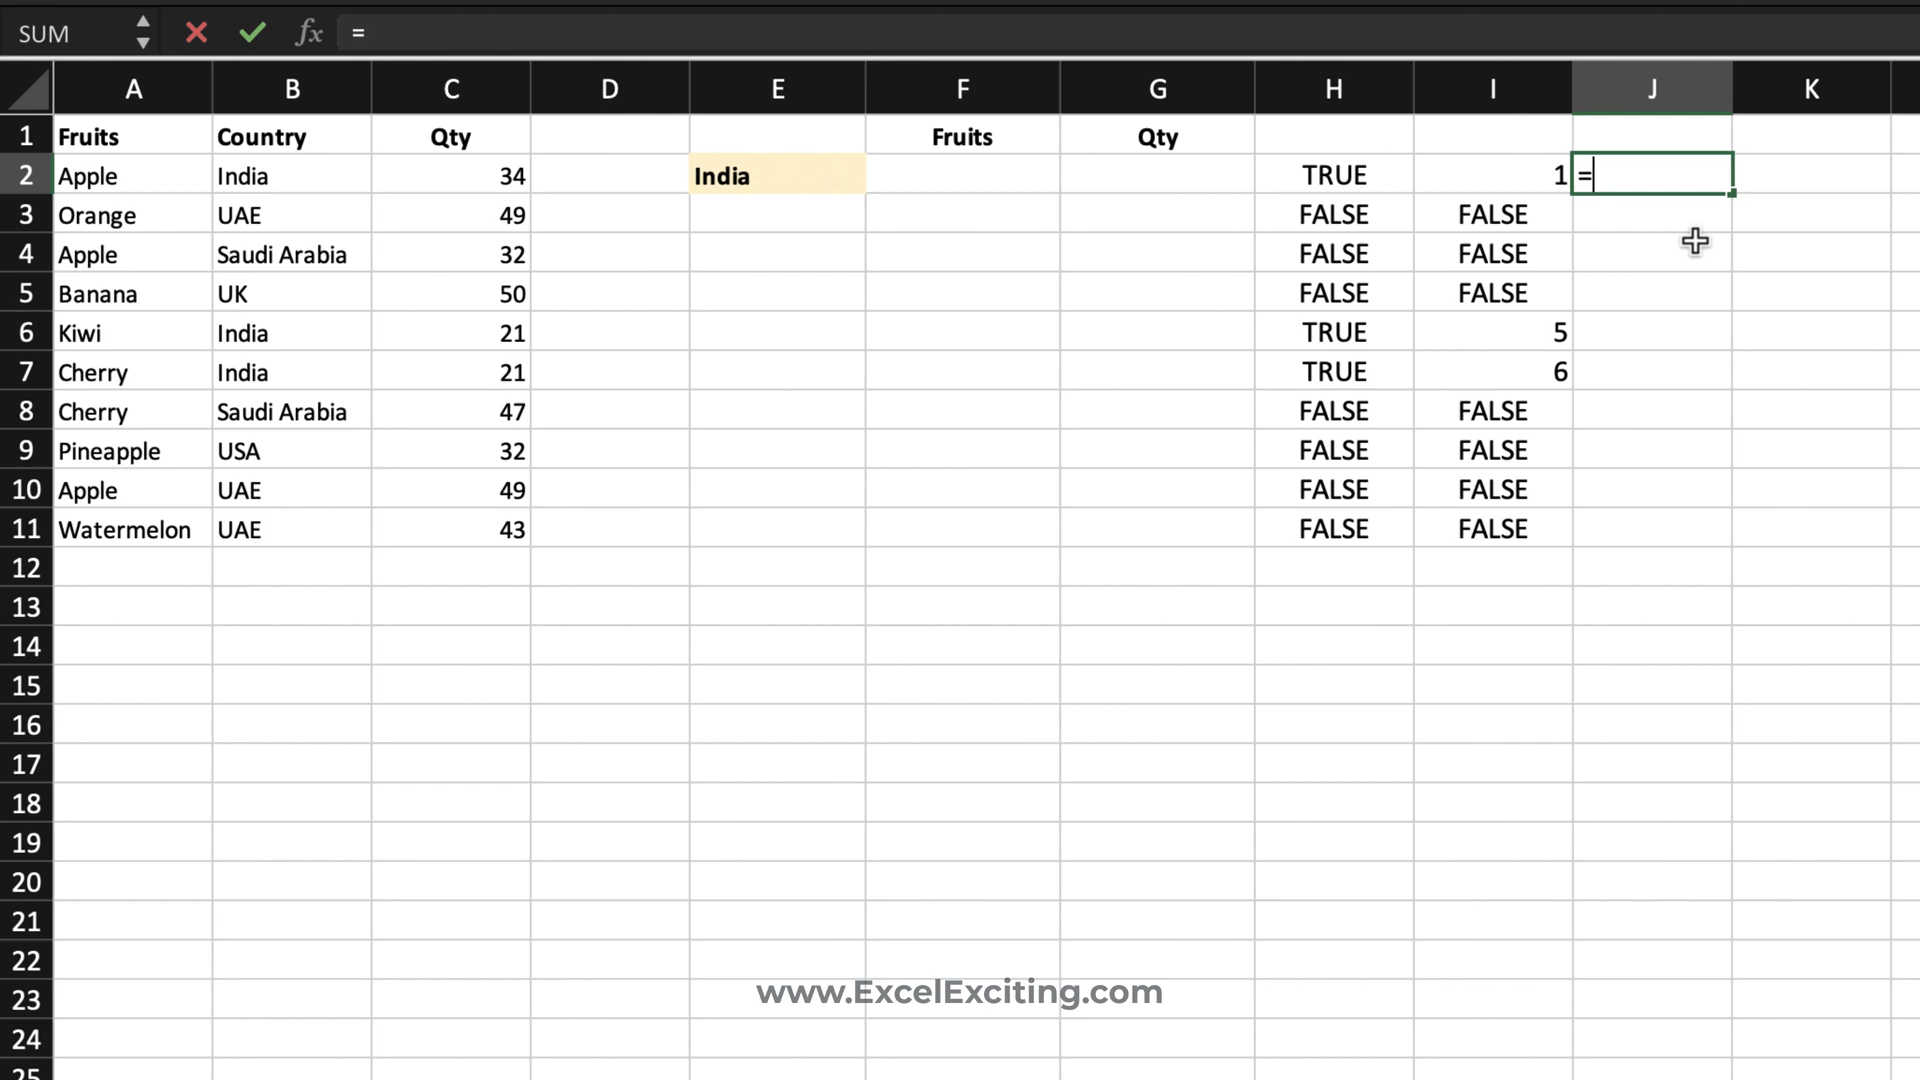 SUM fx =
A B C D E F G H I J K
1 Fruits Country Qty Fruits Qty
2 Apple India 34 India TRUE 1 =
3 Orange UAE 49 FALSE FALSE
4 Apple Saudi Arabia 32 FALSE FALSE
5 Banana UK 50 FALSE FALSE
6 Kiwi India 21 TRUE 5
7 Cherry India 21 TRUE 6
8 Cherry Saudi Arabia 47 FALSE FALSE
9 Pineapple USA 32 FALSE FALSE
10 Apple UAE 49 FALSE FALSE
11 Watermelon UAE 43 FALSE FALSE
12
13
14
15
16
17
18
19
20
21
22
23 www.ExcelExciting.com
24
25